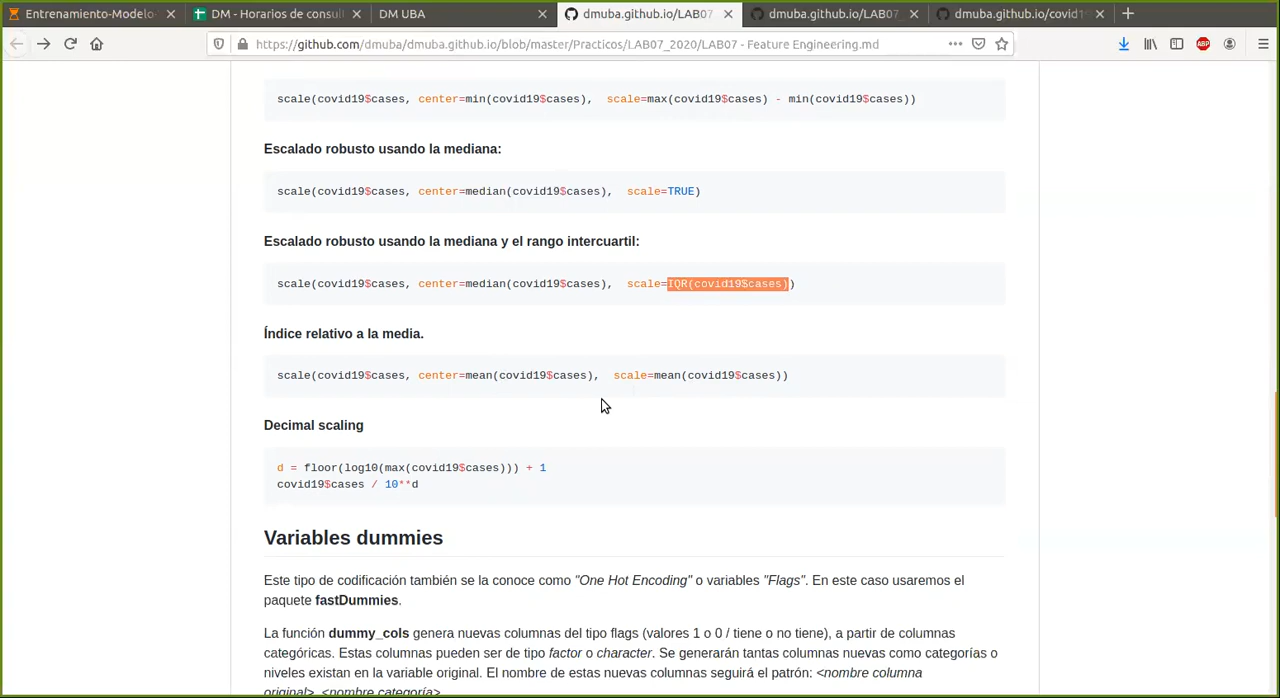 Entrenamiento-Modelo-
DM - Horarios de consul
DM UBA
dmuba.github.io/LAB07
dmuba.github.io/LAB07_
dmuba.github.io/covid1
https://github.com/dmuba/dmuba.github.io/blob/master/Practicos/LAB07_2020/LAB07 - Feature Engineering.md
ABP
scale(covid19$cases, center=min(covid19$cases),  scale=max(covid19$cases) - min(covid19$cases))
Escalado robusto usando la mediana:
scale(covid19$cases, center=median(covid19$cases),  scale=TRUE)
Escalado robusto usando la mediana y el rango intercuartil:
scale(covid19$cases, center=median(covid19$cases),  scale=IQR(covid19$cases))
Índice relativo a la media.
scale(covid19$cases, center=mean(covid19$cases),  scale=mean(covid19$cases))
Decimal scaling
d = floor(log10(max(covid19$cases))) + 1
covid19$cases / 10**d
Variables dummies
Este tipo de codificación también se la conoce como "One Hot Encoding" o variables "Flags". En este caso usaremos el
paquete fastDummies.
La función dummy_cols genera nuevas columnas del tipo flags (valores 1 o 0 / tiene o no tiene), a partir de columnas
categóricas. Estas columnas pueden ser de tipo factor o character. Se generarán tantas columnas nuevas como categorías o
niveles existan en la variable original. El nombre de estas nuevas columnas seguirá el patrón: <nombre columna
original>_<nombre categoría>